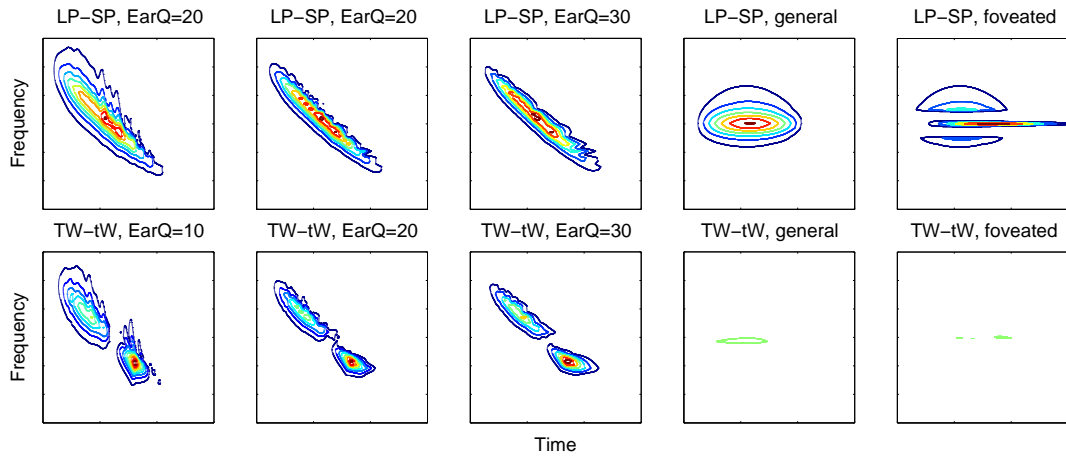 LP−SP, EarQ=20 LP−SP, EarQ=20 LP−SP, EarQ=30 LP−SP, general LP−SP, foveated
Frequency
TW−tW, EarQ=10 TW−tW, EarQ=20 TW−tW, EarQ=30 TW−tW, general TW−tW, foveated
Frequency
Time